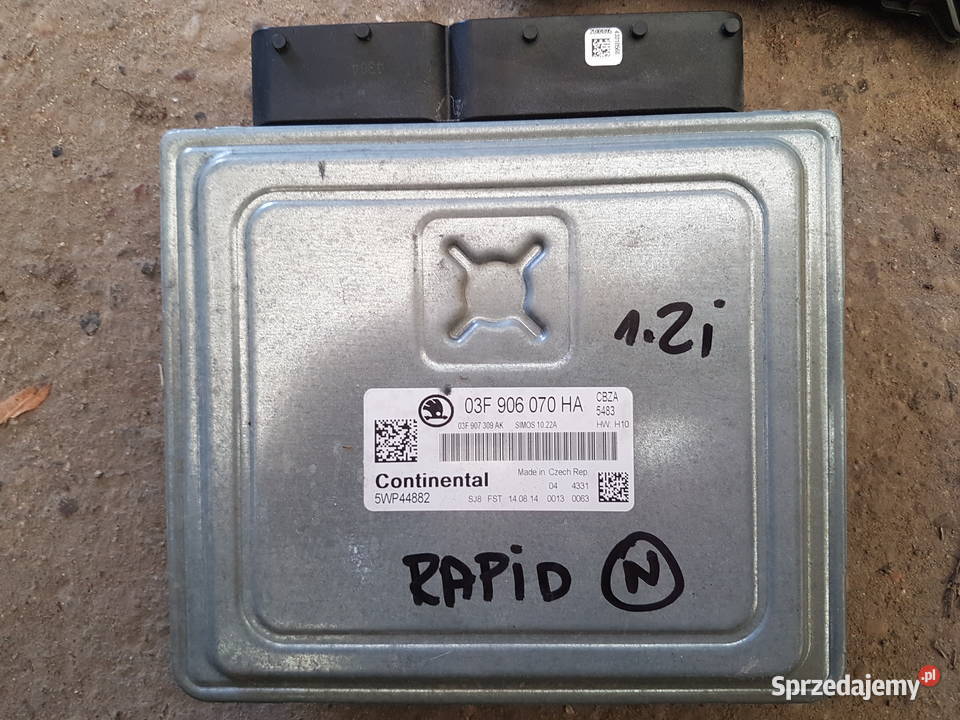 1.2i
03F 906 070 HA
CBZA
5483
03F 907 309 AK SIMOS 10.22A
HW: H10
Made in Czech Rep.
Continental
04 4331
5WP44882
SJ8 FST 14.08.14 0013 0063
RAPiD N
Sprzedajemy.pl